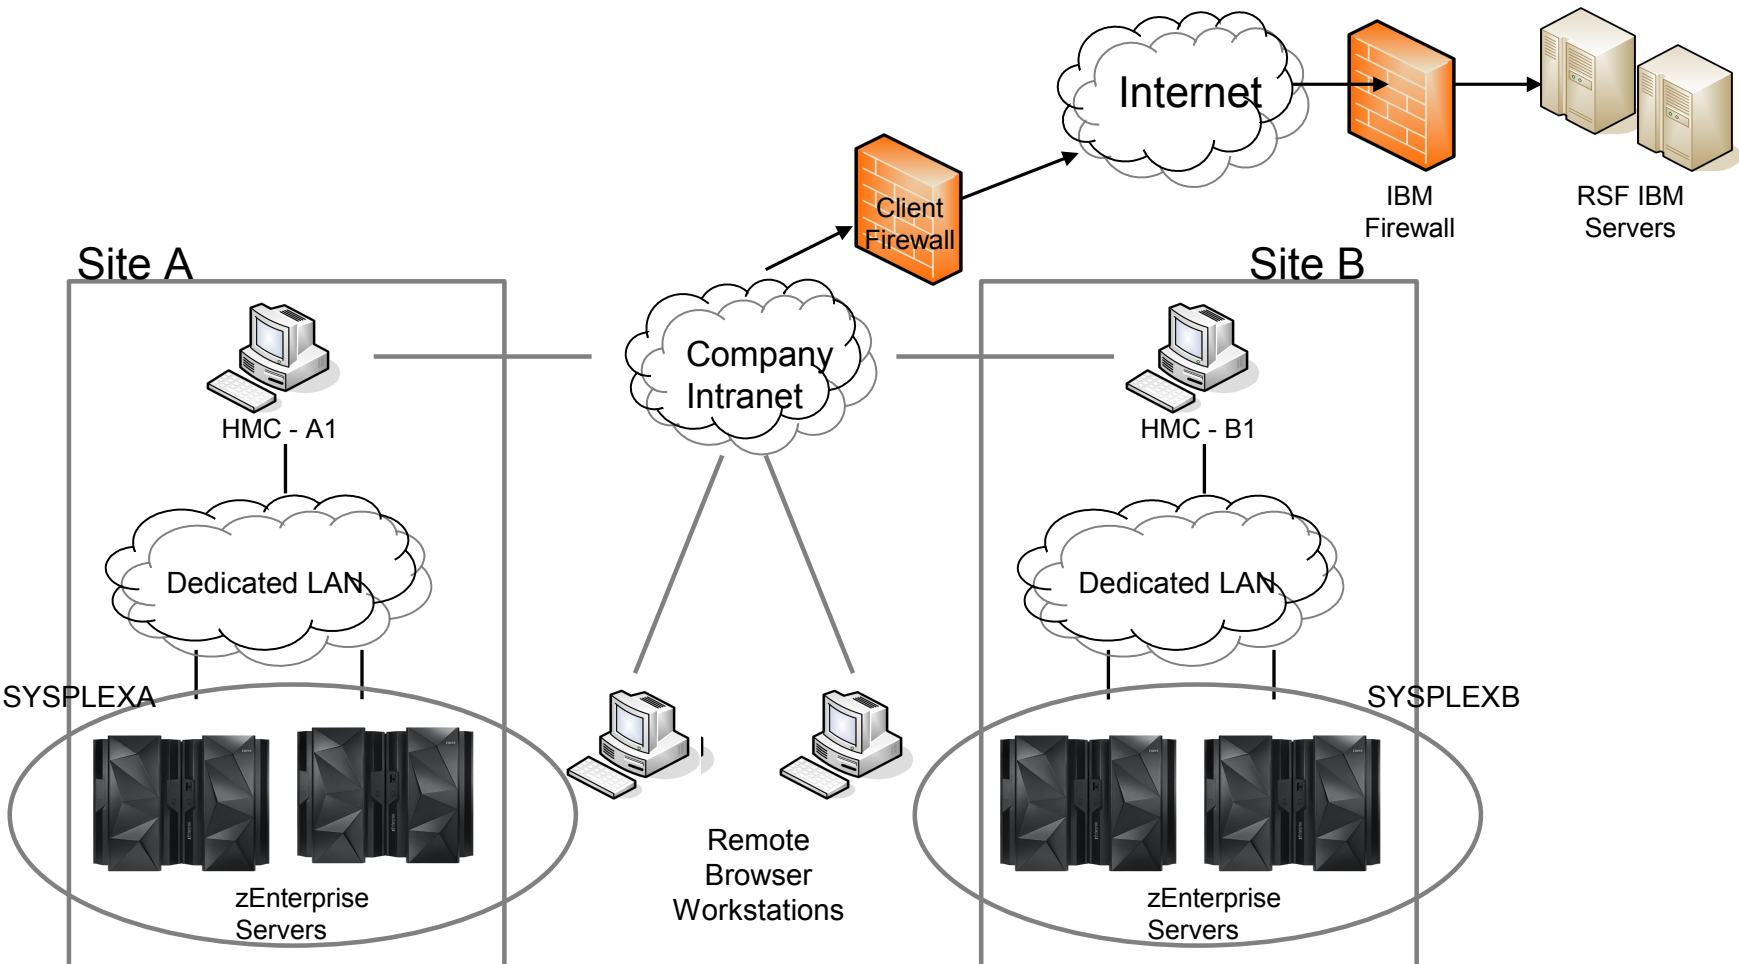 Internet
IBM
Firewall
RSF IBM
Servers
Client
Firewall
Site A
Site B
Company
Intranet
HMC - A1
HMC - B1
Dedicated LAN
Dedicated LAN
SYSPLEXA
SYSPLEXB
Remote
Browser
Workstations
zEnterprise
Servers
zEnterprise
Servers